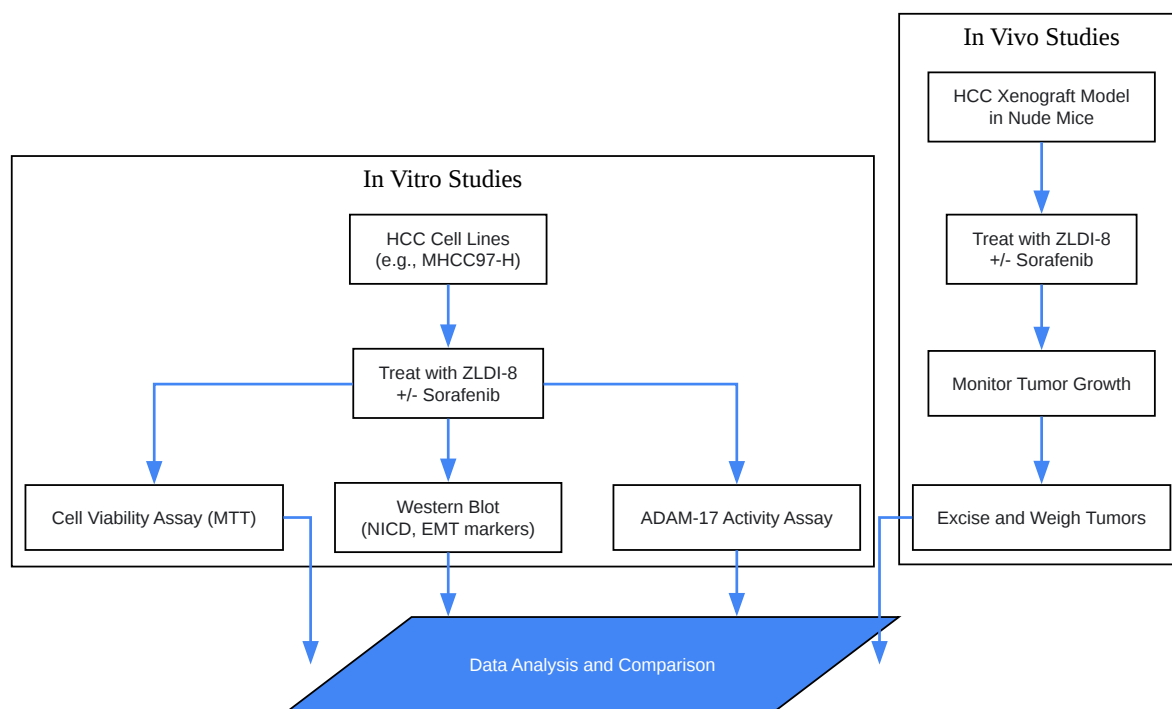 In Vitro Studies
HCC Cell Lines
(e.g., MHCC97-H)
Treat with ZLDI-8
+/- Sorafenib
Cell Viability Assay (MTT)
Western Blot
(NICD, EMT markers)
ADAM-17 Activity Assay
In Vivo Studies
HCC Xenograft Model
in Nude Mice
Treat with ZLDI-8
+/- Sorafenib
Monitor Tumor Growth
Excise and Weigh Tumors
Data Analysis and Comparison